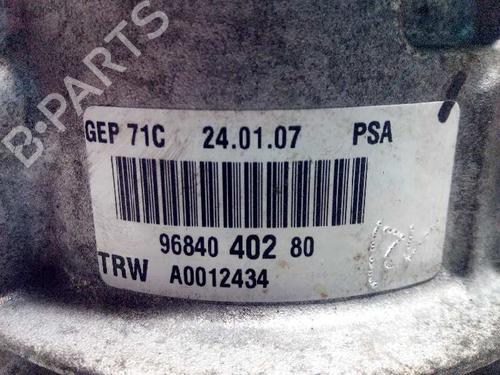 B-PARTS
GEP 71C 24.01.07 PSA
96840 402 80
TRW A0012434